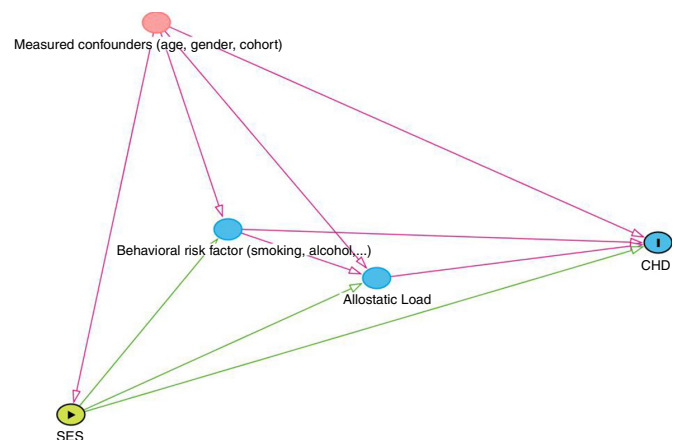 Measured confounders (age, gender, cohort)
Behavioral risk factor (smoking, alcohol,...)
CHD
Allostatic Load
SES